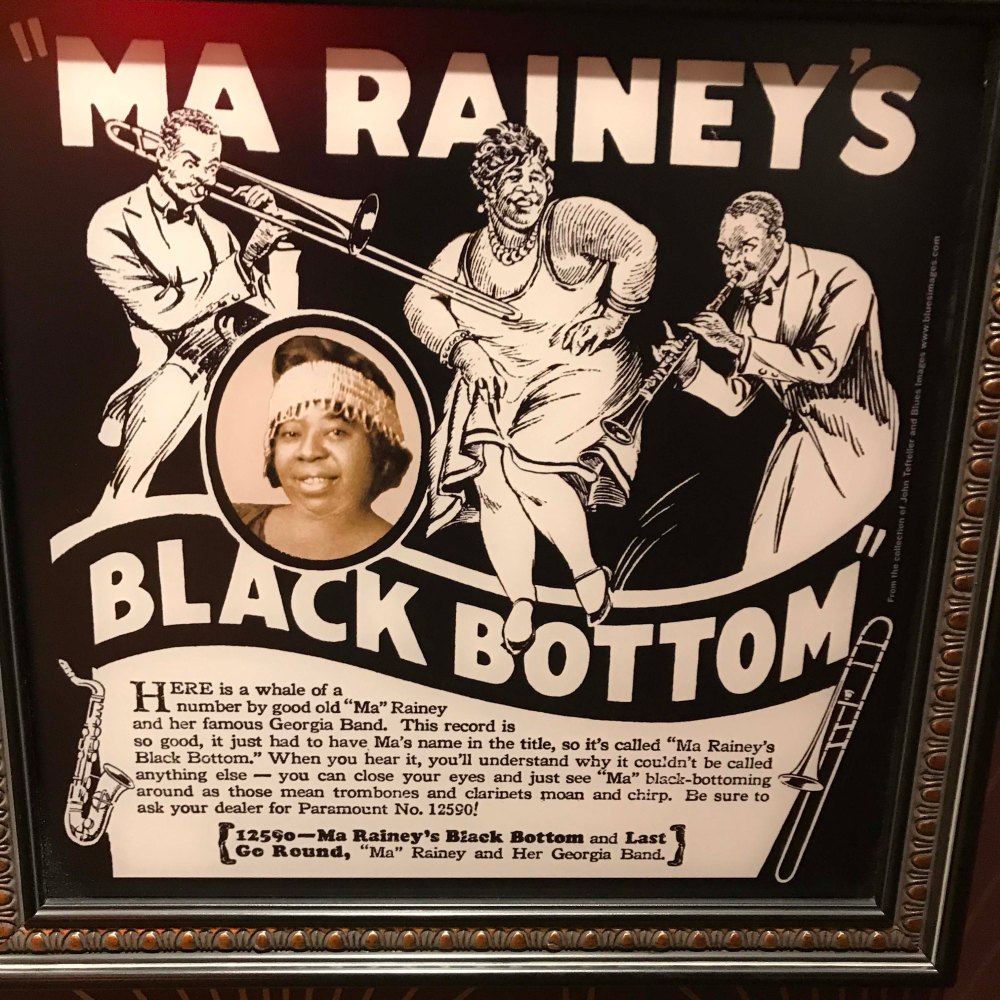 "MA RAINEY'S
BLACK BOTTOM"
HERE is a whale of a
number by good old "Ma" Rainey
and her famous Georgia Band. This record is
so good, it just had to have Ma's name in the title, so it's called "Ma Rainey's
Black Bottom." When you hear it, you'll understand why it couldn't be called
anything else — you can close your eyes and just see "Ma" black-bottoming
around as those mean trombones and clarinets moan and chirp. Be sure to
ask your dealer for Paramount No. 12590!
12590—Ma Rainey's Black Bottom and Last
Go Round, "Ma" Rainey and Her Georgia Band.
From the collection of John Tefteller and Blues Images www.bluesimages.com